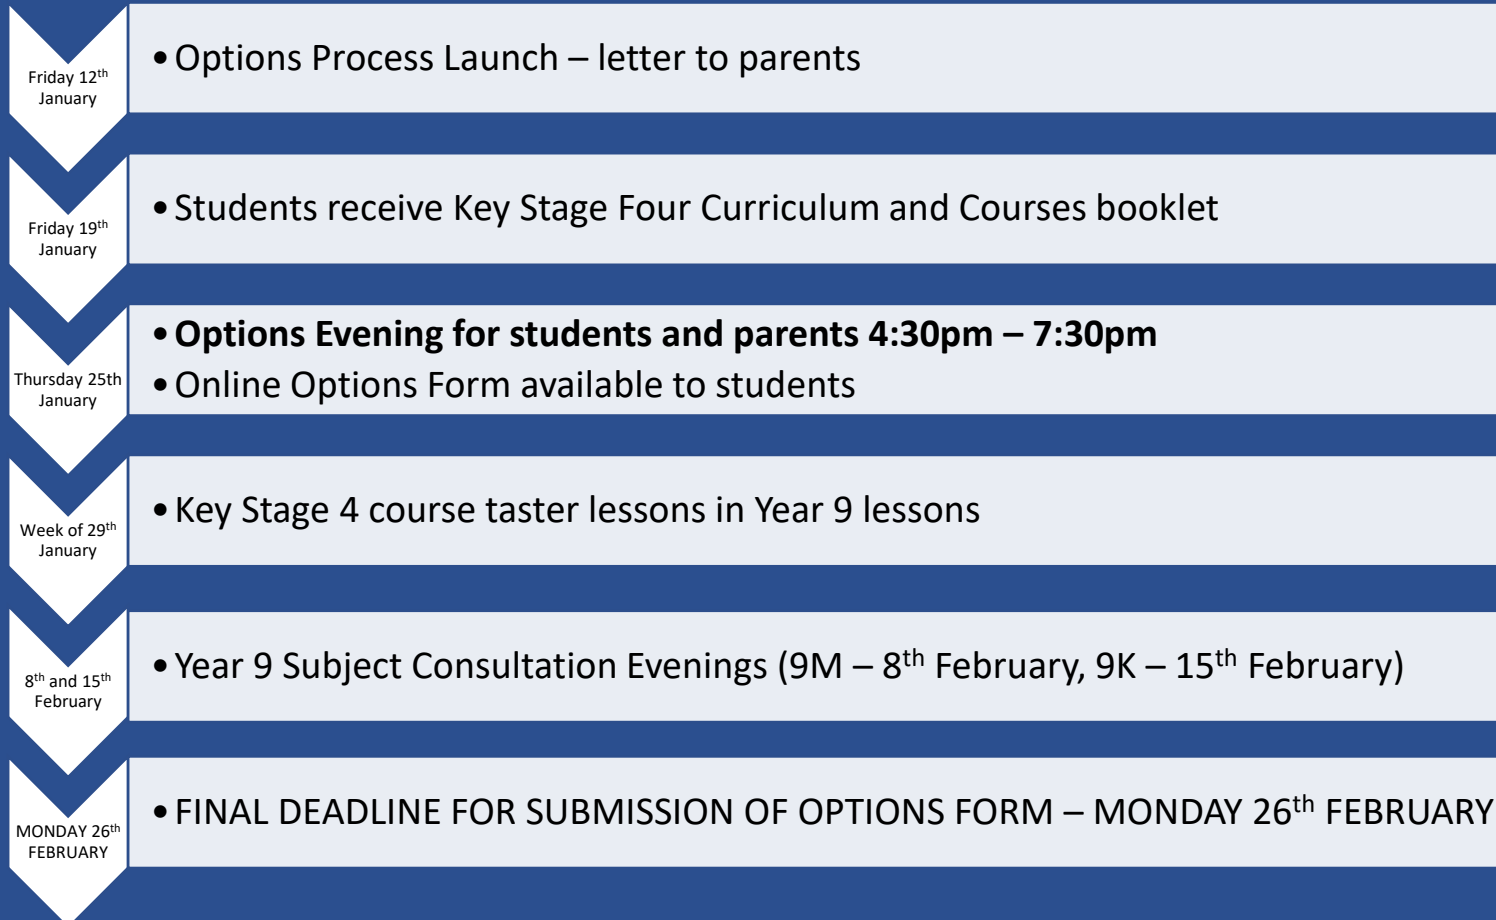 Friday 12th
January
• Options Process Launch – letter to parents
Friday 19th
January
• Students receive Key Stage Four Curriculum and Courses booklet
Thursday 25th
January
• Options Evening for students and parents 4:30pm – 7:30pm
• Online Options Form available to students
Week of 29th
January
• Key Stage 4 course taster lessons in Year 9 lessons
8th and 15th
February
• Year 9 Subject Consultation Evenings (9M – 8th February, 9K – 15th February)
MONDAY 26th
FEBRUARY
• FINAL DEADLINE FOR SUBMISSION OF OPTIONS FORM – MONDAY 26th FEBRUARY